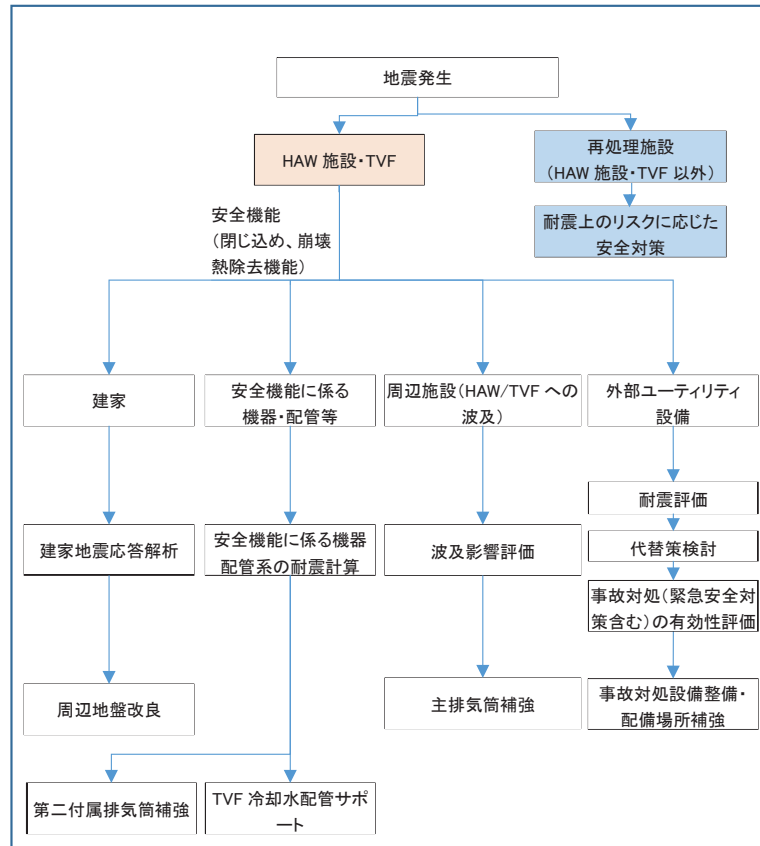 地震発生
HAW 施設・TVF
再処理施設
（HAW 施設・TVF 以外）
耐震上のリスクに応じた
安全対策
安全機能
（閉じ込め、崩壊
熱除去機能）
建家
安全機能に係る
機器・配管等
周辺施設（HAW/TVF への
波及）
外部ユーティリティ
設備
耐震評価
代替策検討
事故対処（緊急安全対
策含む）の有効性評価
建家地震応答解析
安全機能に係る機器
配管系の耐震計算
波及影響評価
周辺地盤改良
主排気筒補強
事故対処設備整備・
配備場所補強
第二付属排気筒補強
TVF 冷却水配管サポ
ート